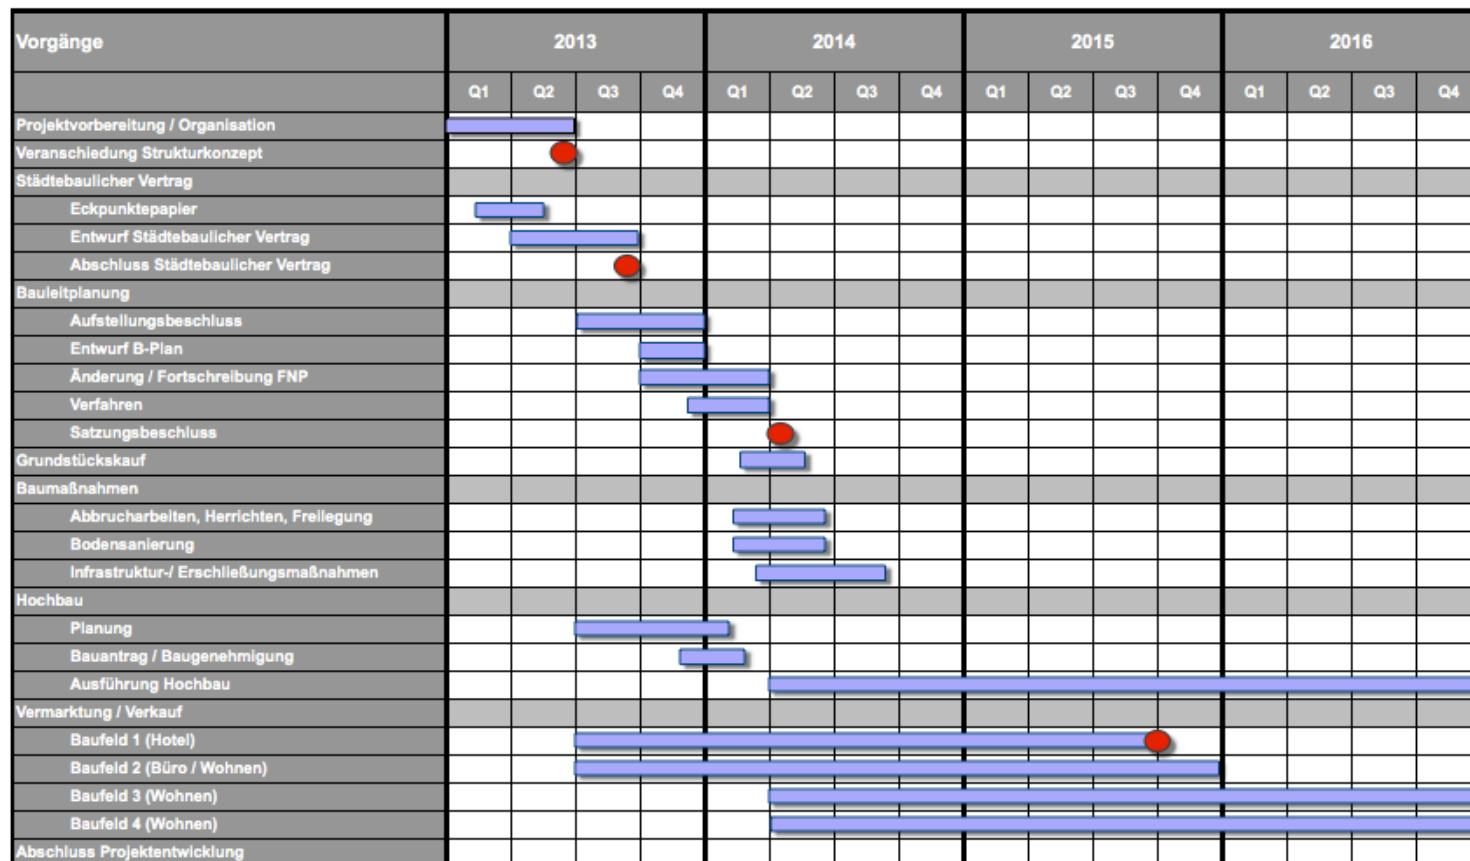 Vorgänge 2013 2014 2015 2016
Q1 Q2 Q3 Q4 Q1 Q2 Q3 Q4 Q1 Q2 Q3 Q4 Q1 Q2 Q3 Q4
Projektvorbereitung / Organisation
Veranschiedung Strukturkonzept
Städtebaulicher Vertrag
Eckpunktepapier
Entwurf Städtebaulicher Vertrag
Abschluss Städtebaulicher Vertrag
Bauleitplanung
Aufstellungsbeschluss
Entwurf B-Plan
Änderung / Fortschreibung FNP
Verfahren
Satzungsbeschluss
Grundstückskauf
Baumaßnahmen
Abbrucharbeiten, Herrichten, Freilegung
Bodensanierung
Infrastruktur-/ Erschließungsmaßnahmen
Hochbau
Planung
Bauantrag / Baugenehmigung
Ausführung Hochbau
Vermarktung / Verkauf
Baufeld 1 (Hotel)
Baufeld 2 (Büro / Wohnen)
Baufeld 3 (Wohnen)
Baufeld 4 (Wohnen)
Abschluss Projektentwicklung